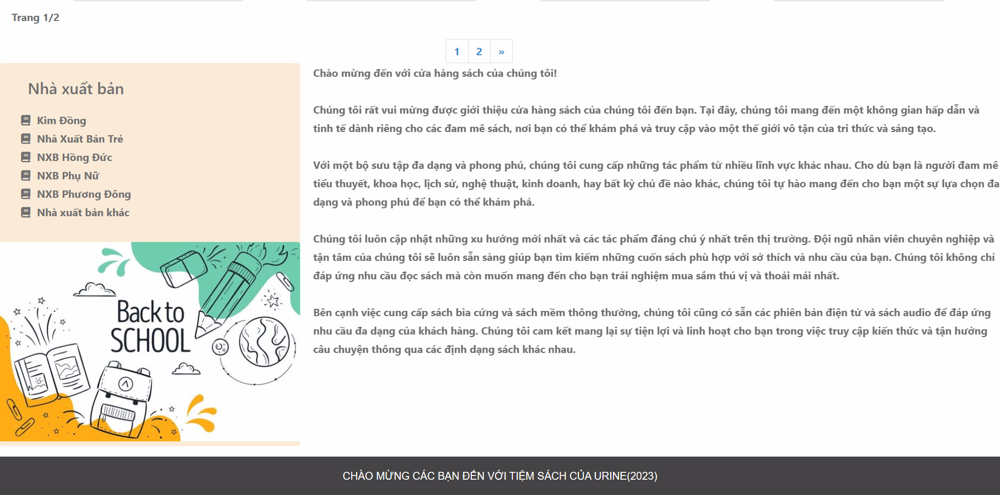 Trang 1/2
1 2 »
Nhà xuất bản
Kim Đồng
Nhà Xuất Bản Trẻ
NXB Hồng Đức
NXB Phụ Nữ
NXB Phương Đông
Nhà xuất bản khác
Back to
SCHOOL
Chào mừng đến với cửa hàng sách của chúng tôi!
Chúng tôi rất vui mừng được giới thiệu cửa hàng sách của chúng tôi đến bạn. Tại đây, chúng tôi mang đến một không gian hấp dẫn và
tinh tế dành riêng cho các đam mê sách, nơi bạn có thể khám phá và truy cập vào một thế giới vô tận của tri thức và sáng tạo.
Với một bộ sưu tập đa dạng và phong phú, chúng tôi cung cấp những tác phẩm từ nhiều lĩnh vực khác nhau. Cho dù bạn là người đam mê
tiểu thuyết, khoa học, lịch sử, nghệ thuật, kinh doanh, hay bất kỳ chủ đề nào khác, chúng tôi tự hào mang đến cho bạn một sự lựa chọn đa
dạng và phong phú để bạn có thể khám phá.
Chúng tôi luôn cập nhật những xu hướng mới nhất và các tác phẩm đáng chú ý nhất trên thị trường. Đội ngũ nhân viên chuyên nghiệp và
tận tâm của chúng tôi sẽ luôn sẵn sàng giúp bạn tìm kiếm những cuốn sách phù hợp với sở thích và nhu cầu của bạn. Chúng tôi không chỉ
đáp ứng nhu cầu đọc sách mà còn muốn mang đến cho bạn trải nghiệm mua sắm thú vị và thoải mái nhất.
Bên cạnh việc cung cấp sách bìa cứng và sách mềm thông thường, chúng tôi cũng có sẵn các phiên bản điện tử và sách audio để đáp ứng
nhu cầu đa dạng của khách hàng. Chúng tôi cam kết mang lại sự tiện lợi và linh hoạt cho bạn trong việc truy cập kiến thức và tận hưởng
câu chuyện thông qua các định dạng sách khác nhau.
CHÀO MỪNG CÁC BẠN ĐẾN VỚI TIỆM SÁCH CỦA URINE(2023)